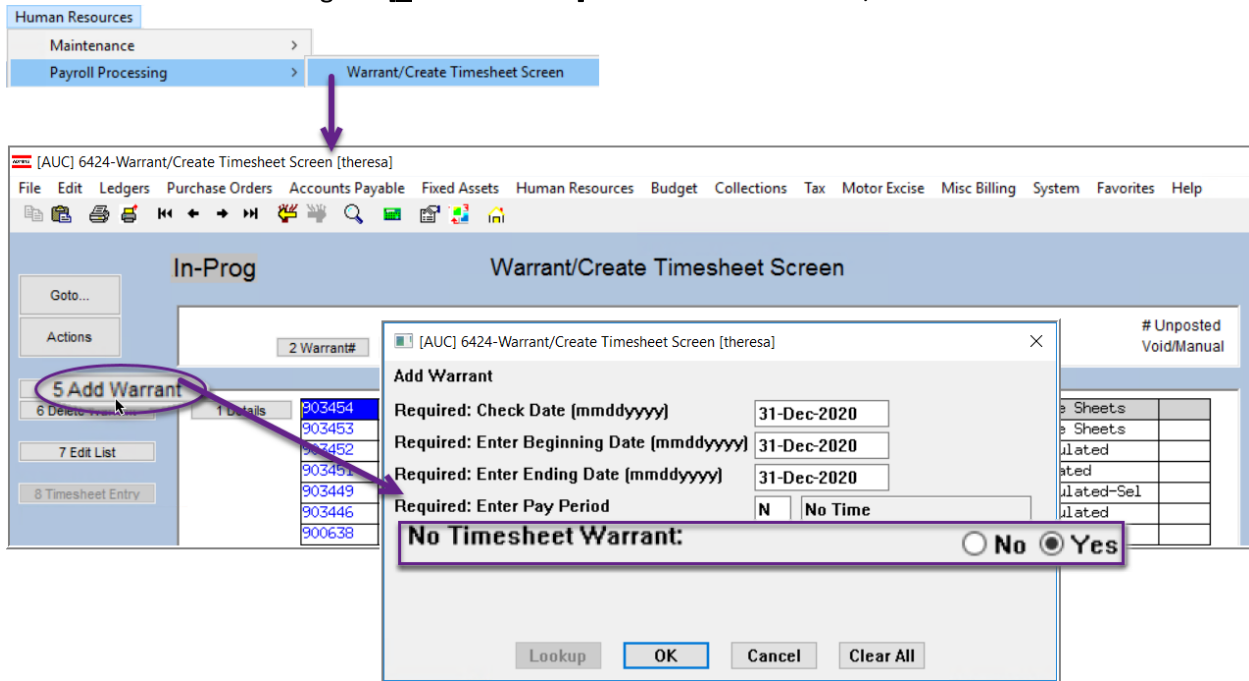 Human Resources
Maintenance >
Payroll Processing > Warrant/Create Timesheet Screen
[AUC] 6424-Warrant/Create Timesheet Screen [theresa]
File Edit Ledgers Purchase Orders Accounts Payable Fixed Assets Human Resources Budget Collections Tax Motor Excise Misc Billing System Favorites Help
In-Prog Warrant/Create Timesheet Screen
Goto...
Actions
2 Warrant#
# Unposted
Void/Manual
5 Add Warrant
6 Delete
7 Edit List
8 Timesheet Entry
1 Details
903454
903453
903452
903451
903449
903446
900638
Sheets
Sheets
[AUC] 6424-Warrant/Create Timesheet Screen [theresa]
Add Warrant
Required: Check Date (mmddyyyy) 31-Dec-2020
Required: Enter Beginning Date (mmddyyyy) 31-Dec-2020
Required: Enter Ending Date (mmddyyyy) 31-Dec-2020
Required: Enter Pay Period N No Time
No Timesheet Warrant: No Yes
Lookup OK Cancel Clear All